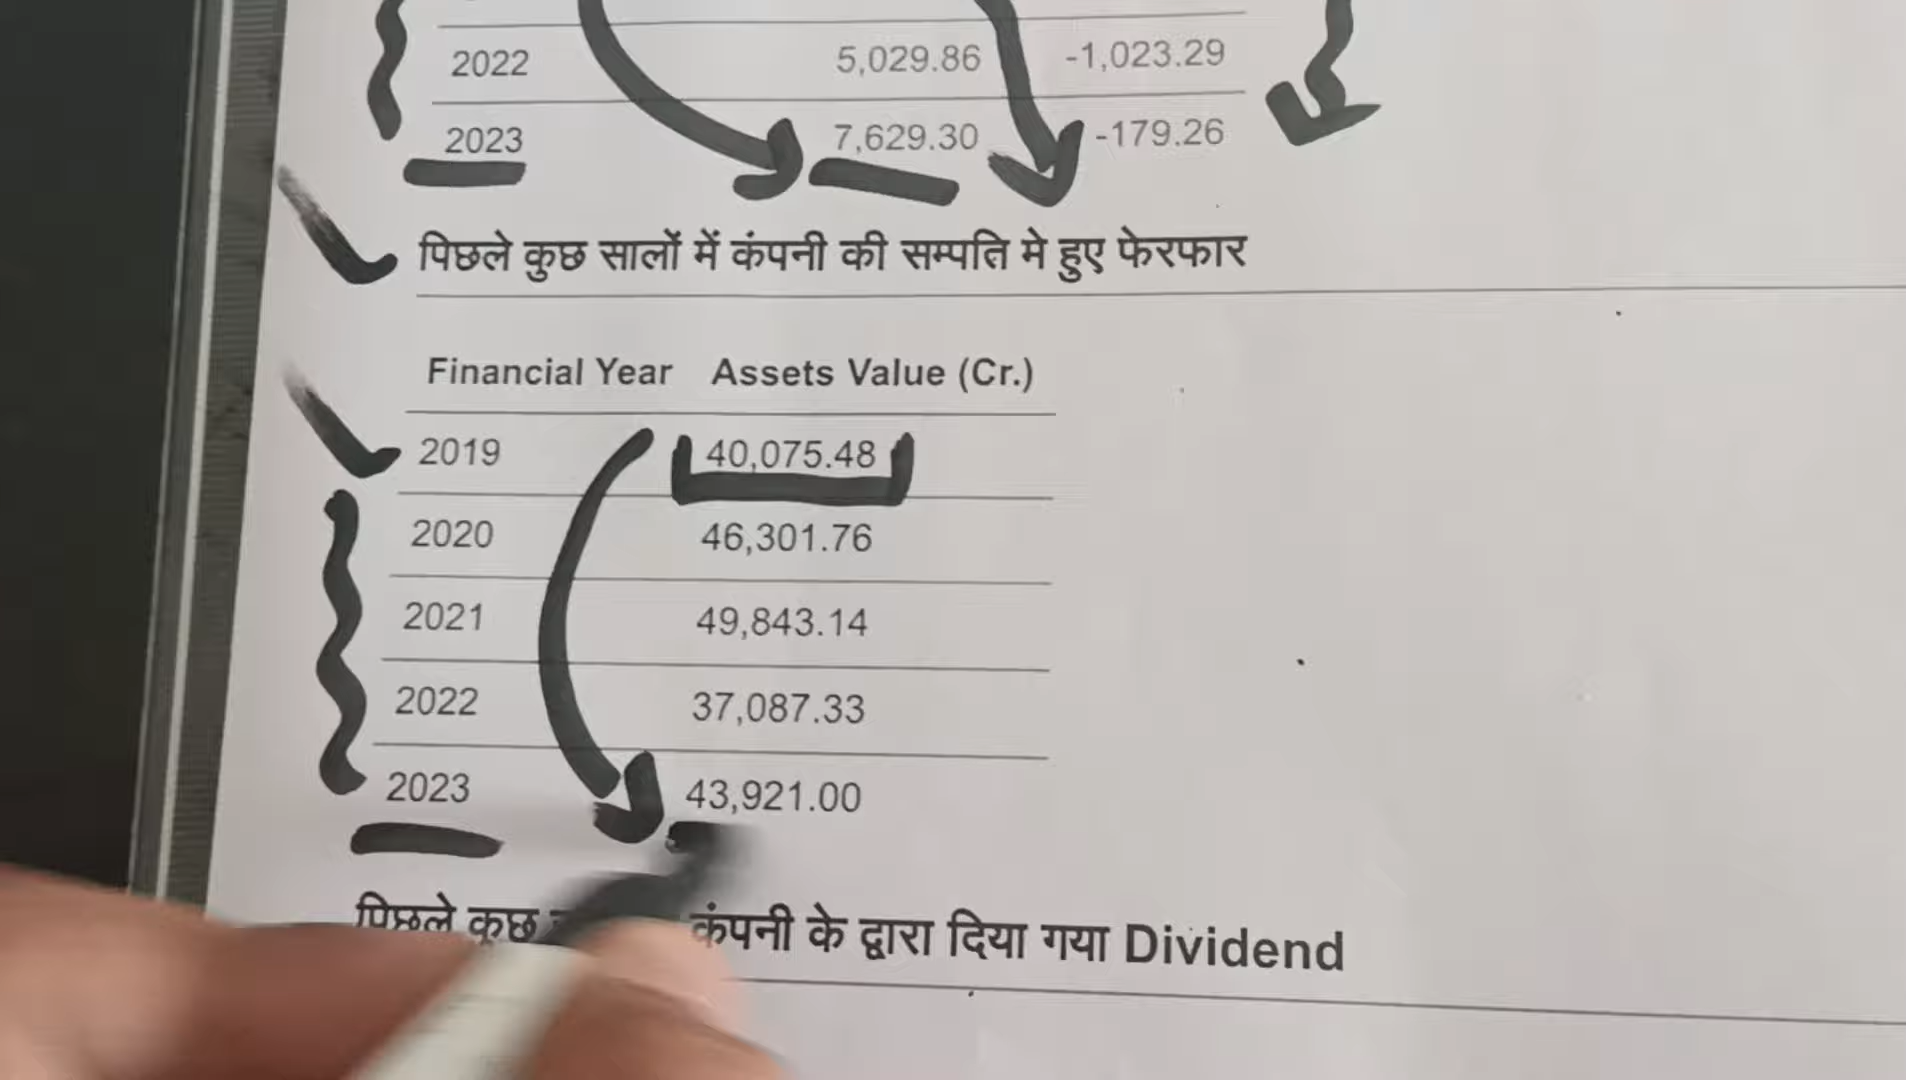 2022 5,029.86 -1,023.29
2023 7,629.30 -179.26
पिछले कुछ सालों में कंपनी की सम्पति मे हुए फेरफार
Financial Year Assets Value (Cr.)
2019 40,075.48
2020 46,301.76
2021 49,843.14
2022 37,087.33
2023 43,921.00
पिछले कुछ कंपनी के द्वारा दिया गया Dividend